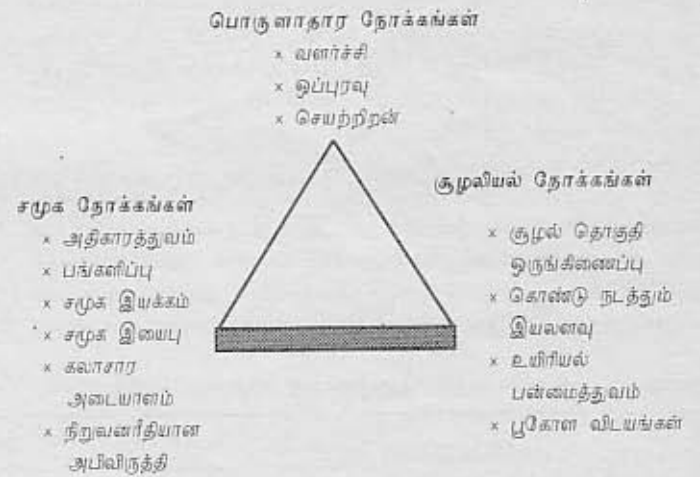 பொருளாதார நோக்கங்கள்
× வளர்ச்சி
× ஒப்புரவு
× செயற்றிறன்
சமுக நோக்கங்கள்
× அதிகாரத்துவம்
× பங்களிப்பு
× சமுக இயக்கம்
× சமுக இயைபு
× கலாசார
அடையாளம்
× நிறுவனரீதியான
அபிவிருத்தி
சூழலியல் நோக்கங்கள்
× சூழல் தொகுதி
ஒருங்கிணைப்பு
× கொண்டு நடத்தும்
இயலளவு
× உயிரியல்
பன்மைத்துவம்
× பூகோள விடயங்கள்